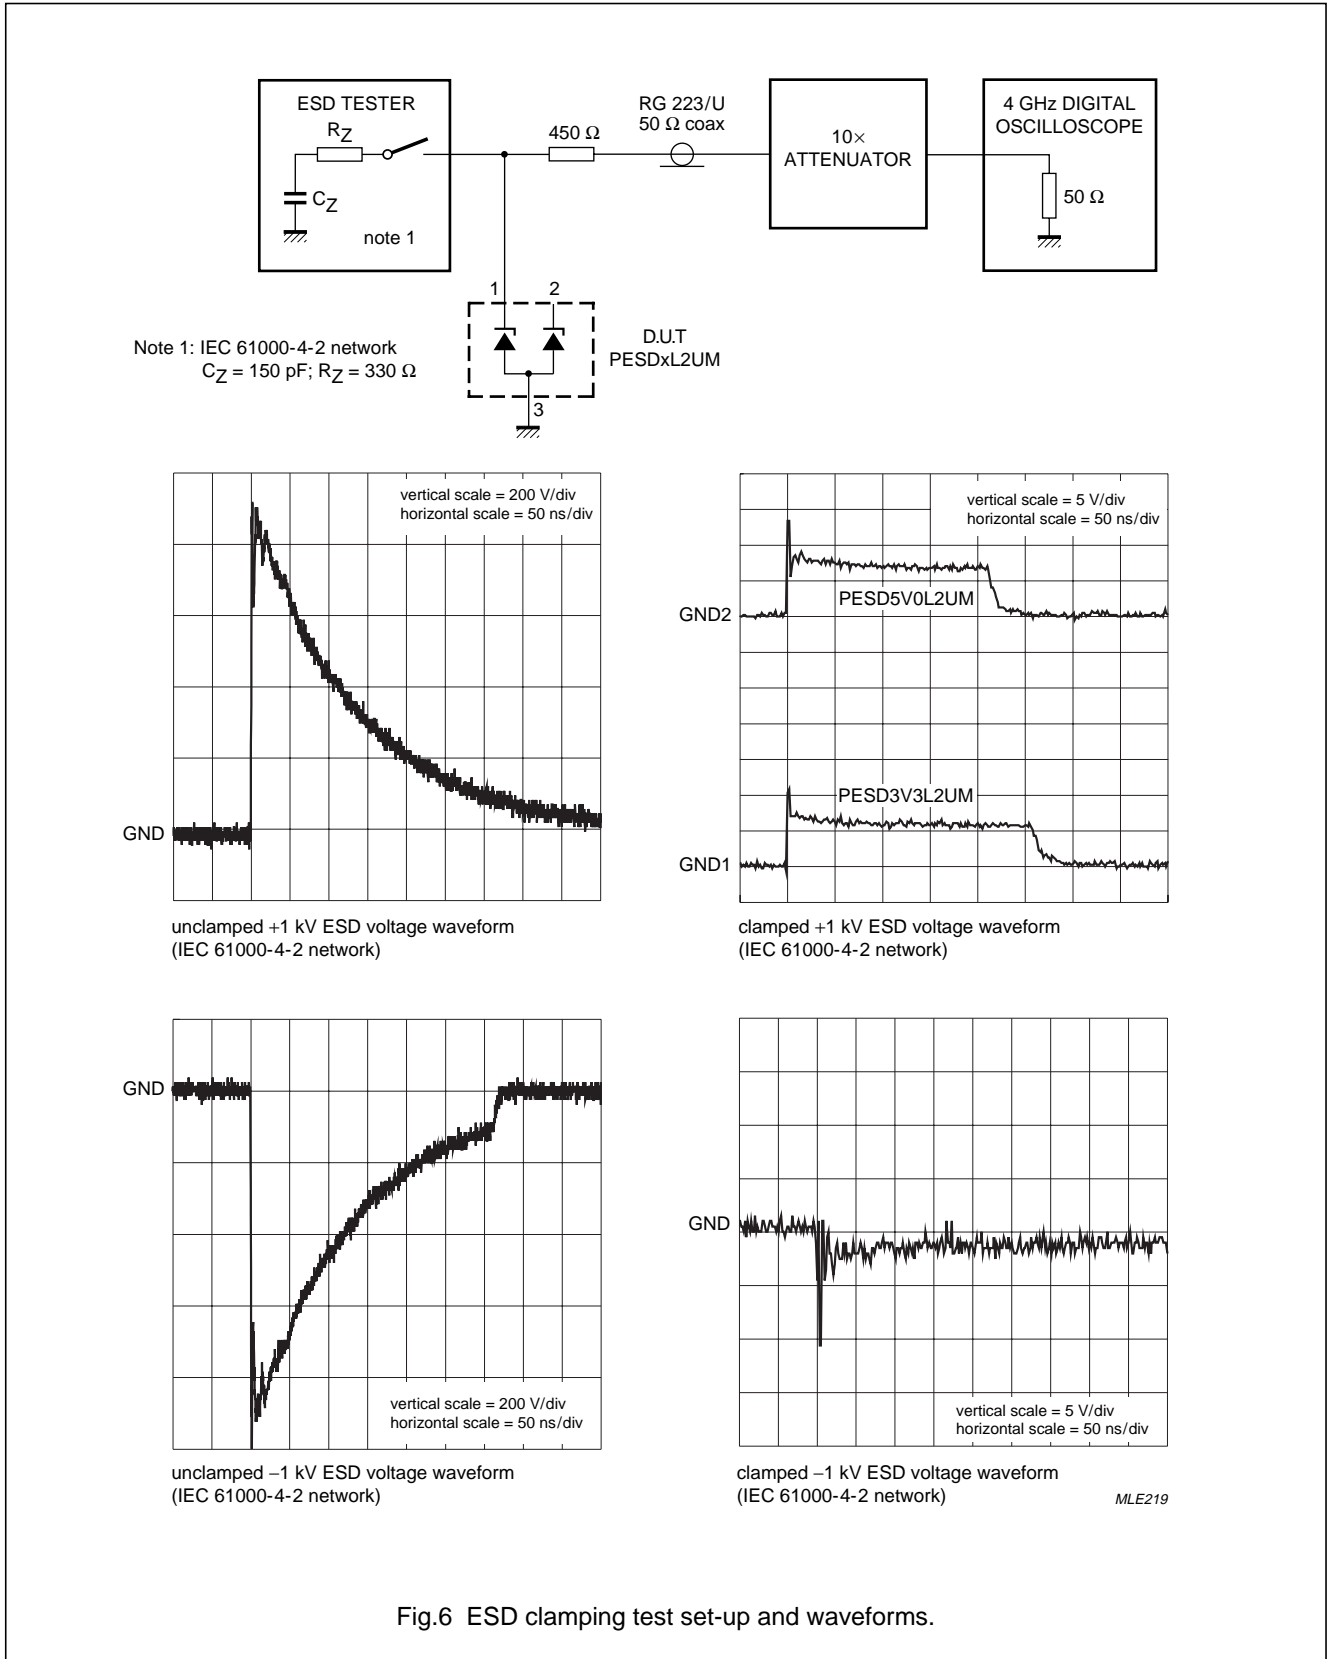 ESD TESTER
RZ
CZ
note 1
450 Ω
RG 223/U
50 Ω coax
10×
ATTENUATOR
4 GHz DIGITAL
OSCILLOSCOPE
50 Ω
1
2
3
D.U.T
PESDxL2UM
Note 1: IEC 61000-4-2 network
CZ = 150 pF; RZ = 330 Ω
vertical scale = 200 V/div
horizontal scale = 50 ns/div
GND
unclamped +1 kV ESD voltage waveform
(IEC 61000-4-2 network)
vertical scale = 5 V/div
horizontal scale = 50 ns/div
GND2
PESD5V0L2UM
PESD3V3L2UM
GND1
clamped +1 kV ESD voltage waveform
(IEC 61000-4-2 network)
GND
vertical scale = 200 V/div
horizontal scale = 50 ns/div
unclamped −1 kV ESD voltage waveform
(IEC 61000-4-2 network)
GND
vertical scale = 5 V/div
horizontal scale = 50 ns/div
clamped −1 kV ESD voltage waveform
(IEC 61000-4-2 network)
MLE219
Fig.6 ESD clamping test set-up and waveforms.